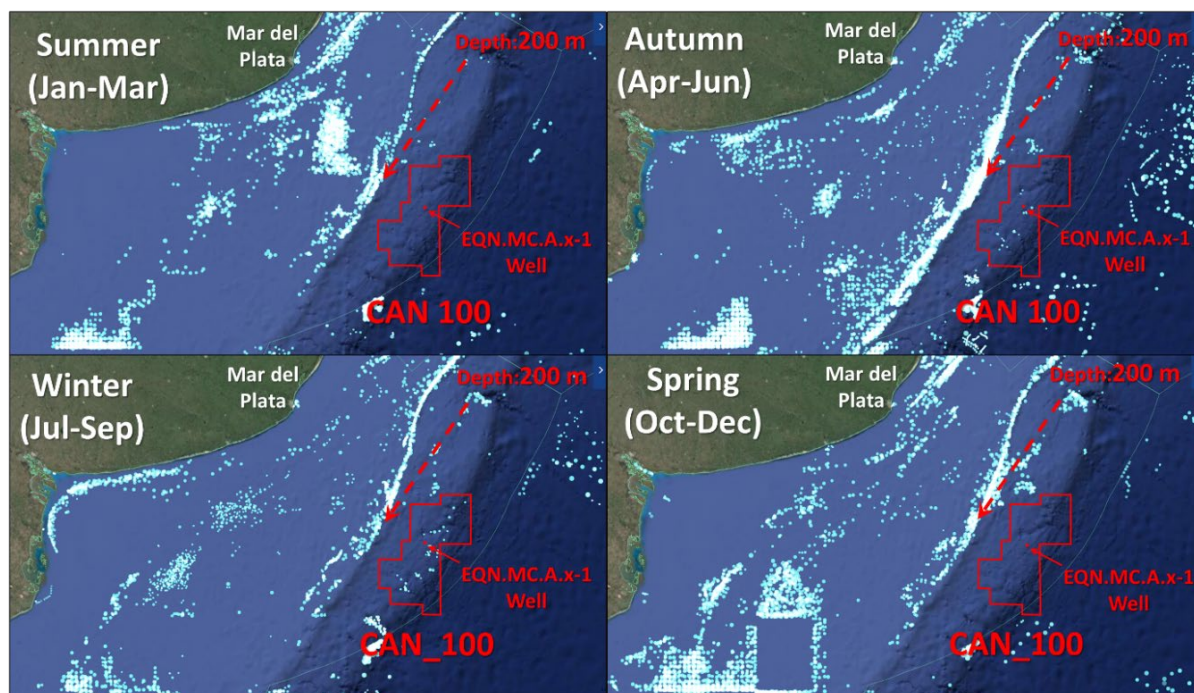 Summer
(Jan-Mar)
Mar del
Plata
Depth:200 m
EQN.MC.A.x-1
Well
CAN 100
Autumn
(Apr-Jun)
Mar del
Plata
Depth:200 m
EQN.MC.A.x-1
Well
CAN 100
Winter
(Jul-Sep)
Mar del
Plata
Depth:200 m
EQN.MC.A.x-1
Well
CAN_100
Spring
(Oct-Dec)
Mar del
Plata
Depth:200 m
EQN.MC.A.x-1
Well
CAN_100